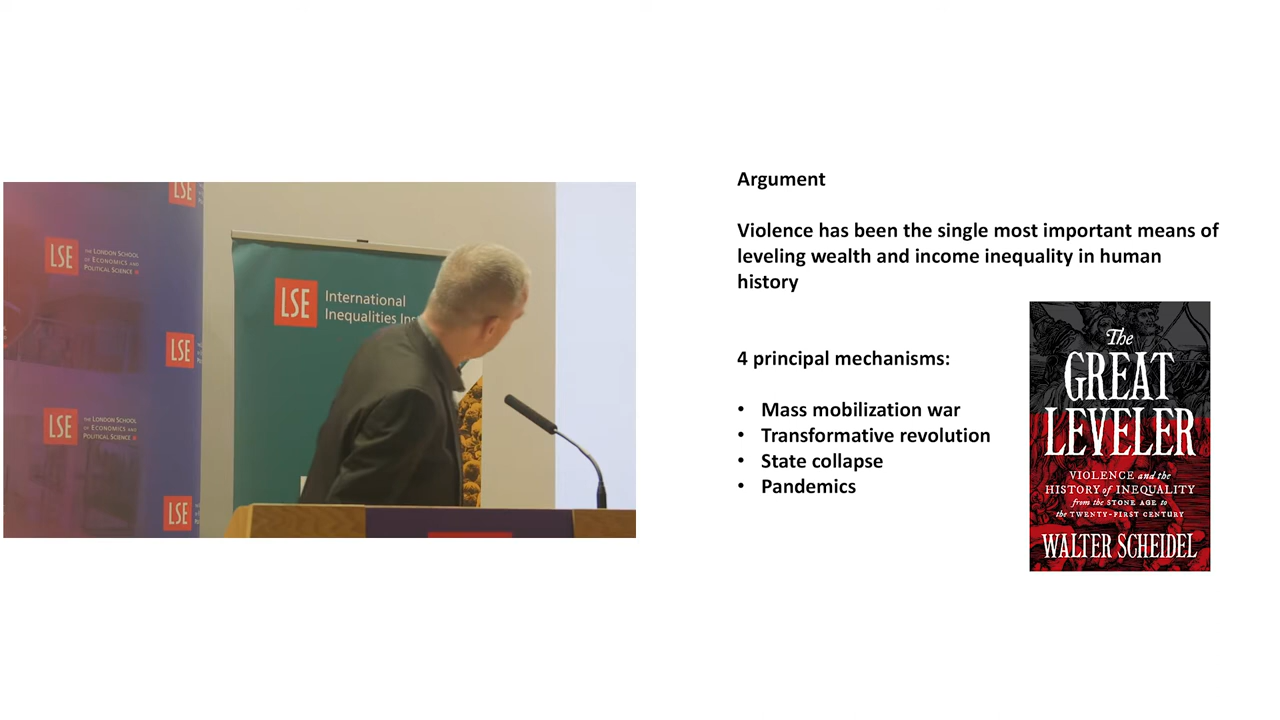 LSE
LSE
THE LONDON SCHOOL
OF ECONOMICS AND
POLITICAL SCIENCE
LSE
International
Inequalities
LSE
LSE
THE LONDON SCHOOL
OF ECONOMICS AND
POLITICAL SCIENCE
LSE
Argument
Violence has been the single most important means of
leveling wealth and income inequality in human
history
4 principal mechanisms:
• Mass mobilization war
• Transformative revolution
• State collapse
• Pandemics
The
GREAT
LEVELER
VIOLENCE and the
HISTORY of INEQUALITY
from the STONE AGE to
the TWENTY-FIRST CENTURY
WALTER SCHEIDEL